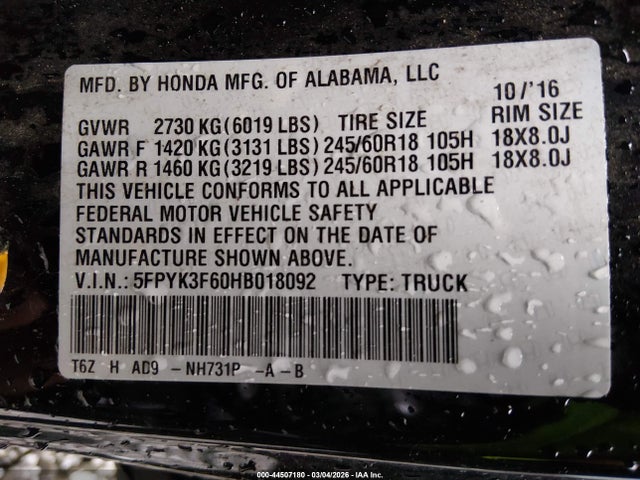 MFD. BY HONDA MFG. OF ALABAMA, LLC
10/'16
GVWR 2730 KG(6019 LBS) TIRE SIZE RIM SIZE
GAWR F 1420 KG(3131 LBS) 245/60R18 105H 18X8.0J
GAWR R 1460 KG(3219 LBS) 245/60R18 105H 18X8.0J
THIS VEHICLE CONFORMS TO ALL APPLICABLE
FEDERAL MOTOR VEHICLE SAFETY
STANDARDS IN EFFECT ON THE DATE OF
MANUFACTURE SHOWN ABOVE.
V.I.N.: 5FPYK3F60HB018092 TYPE: TRUCK
T6Z H AD9 - NH731P -A - B
000-44507180 - 03/04/2026 - IAA Inc.